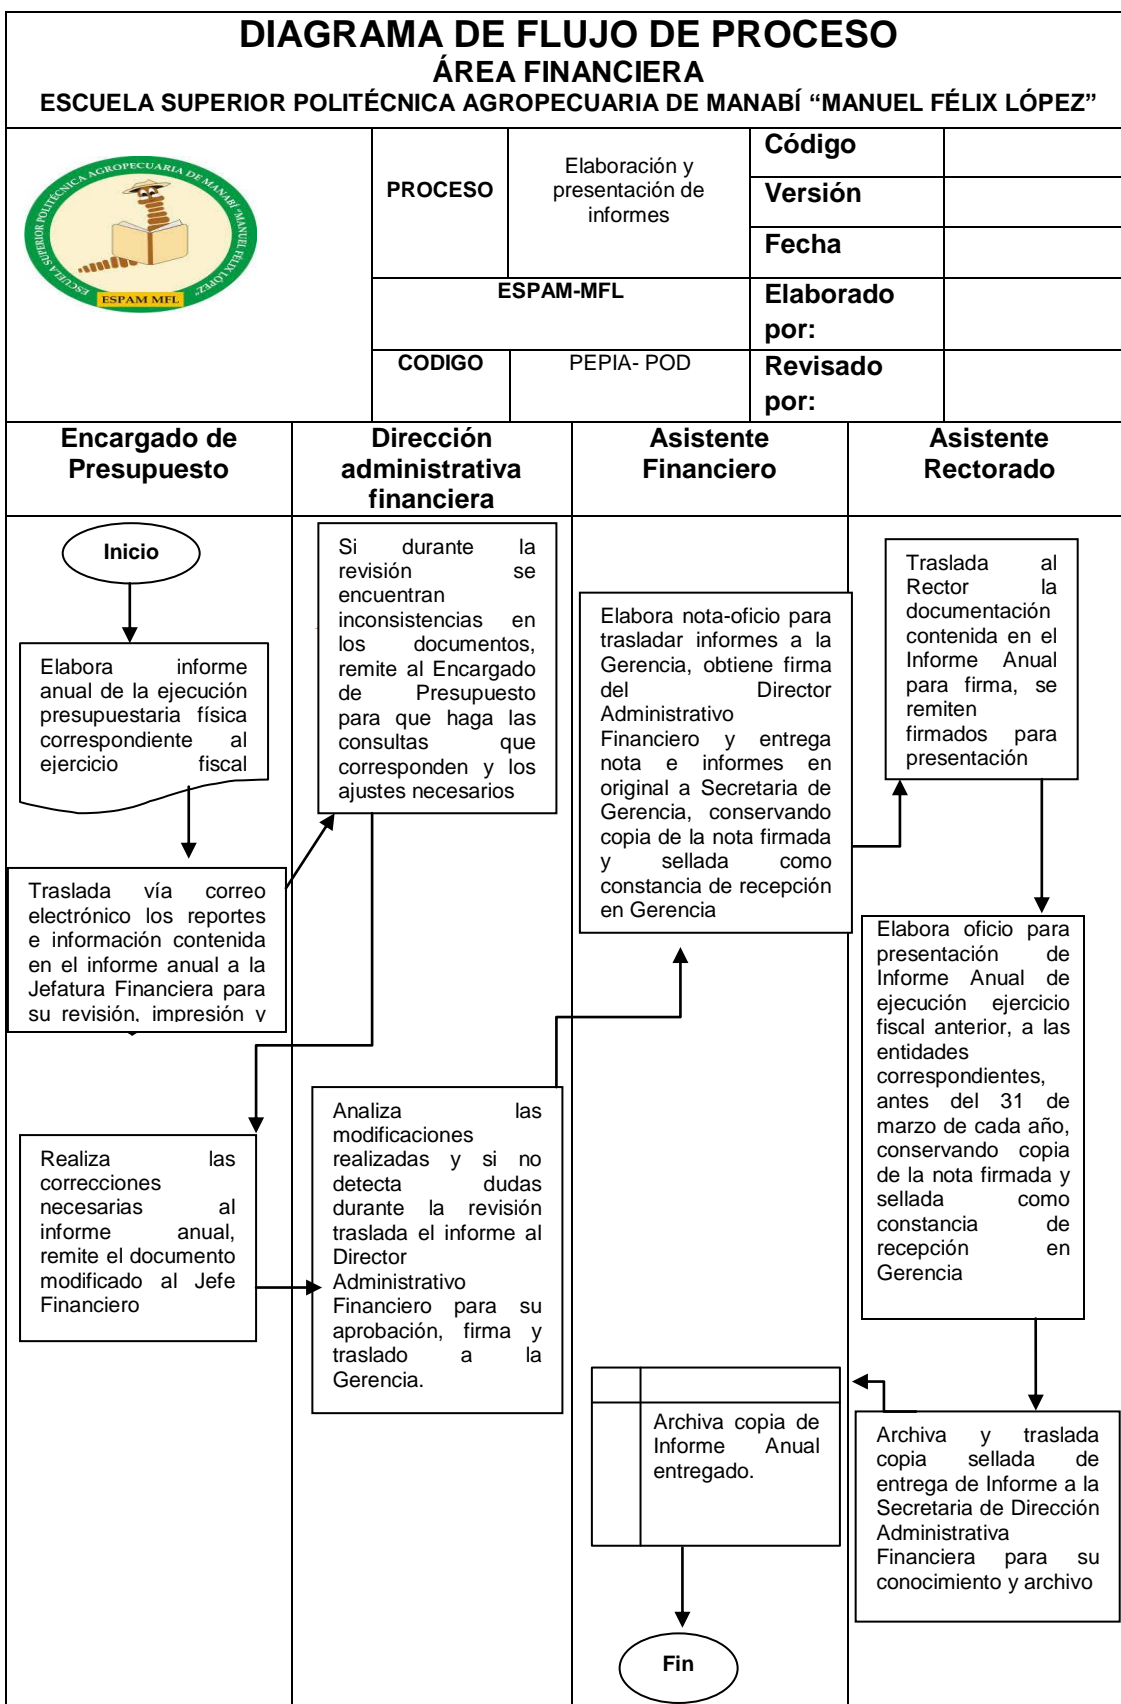 DIAGRAMA DE FLUJO DE PROCESO
ÁREA FINANCIERA
ESCUELA SUPERIOR POLITÉCNICA AGROPECUARIA DE MANABÍ “MANUEL FÉLIX LÓPEZ”
ESCUELA SUPERIOR POLITÉCNICA AGROPECUARIA DE MANABÍ "MANUEL FÉLIX LÓPEZ"
ESPAM MFL
PROCESO
Elaboración y
presentación de
informes
Código
Versión
Fecha
ESPAM-MFL
Elaborado
por:
CODIGO
PEPIA- POD
Revisado
por:
Encargado de
Presupuesto
Dirección
administrativa
financiera
Asistente
Financiero
Asistente
Rectorado
Inicio
Elabora informe
anual de la ejecución
presupuestaria física
correspondiente al
ejercicio fiscal
Traslada vía correo
electrónico los reportes
e información contenida
en el informe anual a la
Jefatura Financiera para
su revisión, impresión y
Si durante la
revisión se
encuentran
inconsistencias en
los documentos,
remite al Encargado
de Presupuesto
para que haga las
consultas que
corresponden y los
ajustes necesarios
Realiza las
correcciones
necesarias al
informe anual,
remite el documento
modificado al Jefe
Financiero
Analiza las
modificaciones
realizadas y si no
detecta dudas
durante la revisión
traslada el informe al
Director
Administrativo
Financiero para su
aprobación, firma y
traslado a la
Gerencia.
Elabora nota-oficio para
trasladar informes a la
Gerencia, obtiene firma
del Director
Administrativo
Financiero y entrega
nota e informes en
original a Secretaria de
Gerencia, conservando
copia de la nota firmada
y sellada como
constancia de recepción
en Gerencia
Traslada al
Rector la
documentación
contenida en el
Informe Anual
para firma, se
remiten
firmados para
presentación
Elabora oficio para
presentación de
Informe Anual de
ejecución ejercicio
fiscal anterior, a las
entidades
correspondientes,
antes del 31 de
marzo de cada año,
conservando copia
de la nota firmada y
sellada como
constancia de
recepción en
Gerencia
Archiva y traslada
copia sellada de
entrega de Informe a la
Secretaria de Dirección
Administrativa
Financiera para su
conocimiento y archivo
Archiva copia de
Informe Anual
entregado.
Fin